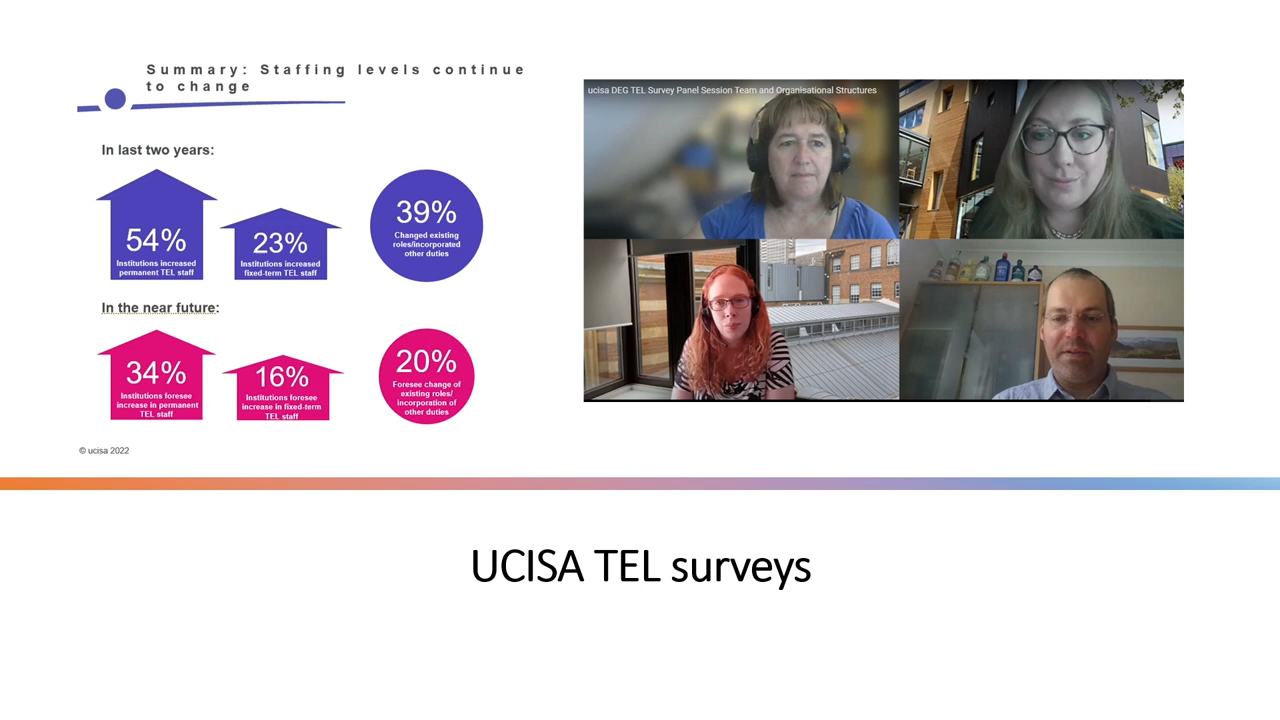 Summary: Staffing levels continue
to change
In last two years:
54%
Institutions increased
permanent TEL staff
23%
Institutions increased
fixed-term TEL staff
39%
Changed existing
roles/incorporated
other duties
In the near future:
34%
Institutions foresee
increase in permanent
TEL staff
16%
Institutions foresee
increase in fixed-term
TEL staff
20%
Foresee change of
existing roles/
incorporation of
other duties
© ucisa 2022
ucisa DEG TEL Survey Panel Session Team and Organisational Structures
UCISA TEL surveys